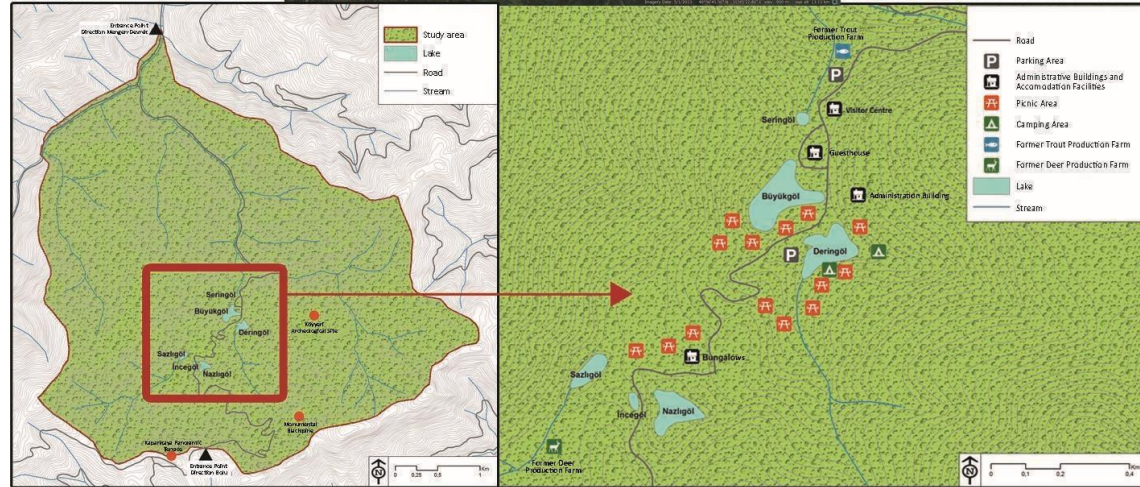 Entrance Point
Direction Mengen-Devrek
Study area
Lake
Road
Stream
Seringöl
Büyükgöl
Deringöl
Sazlıgöl
İncegöl
Nazlıgöl
Köyyeri
Archeological Site
Monumental
Kapankaya Panoramic
Terrace
Entrance Point
Direction Bolu
N
0 0,25 0,5 1 Km
Former Trout
Production Farm
P
Visitor Centre
Seringöl
Guesthouse
Büyükgöl
Administration Building
Deringöl
P
Bungalows
Sazlıgöl
İncegöl
Nazlıgöl
Former Deer
Production Farm
Road
P
Parking Area
Administrative Buildings and
Accomodation Facilities
Picnic Area
Camping Area
Former Trout Production Farm
Former Deer Production Farm
Lake
Stream
N
0 0,1 0,2 0,4 Km